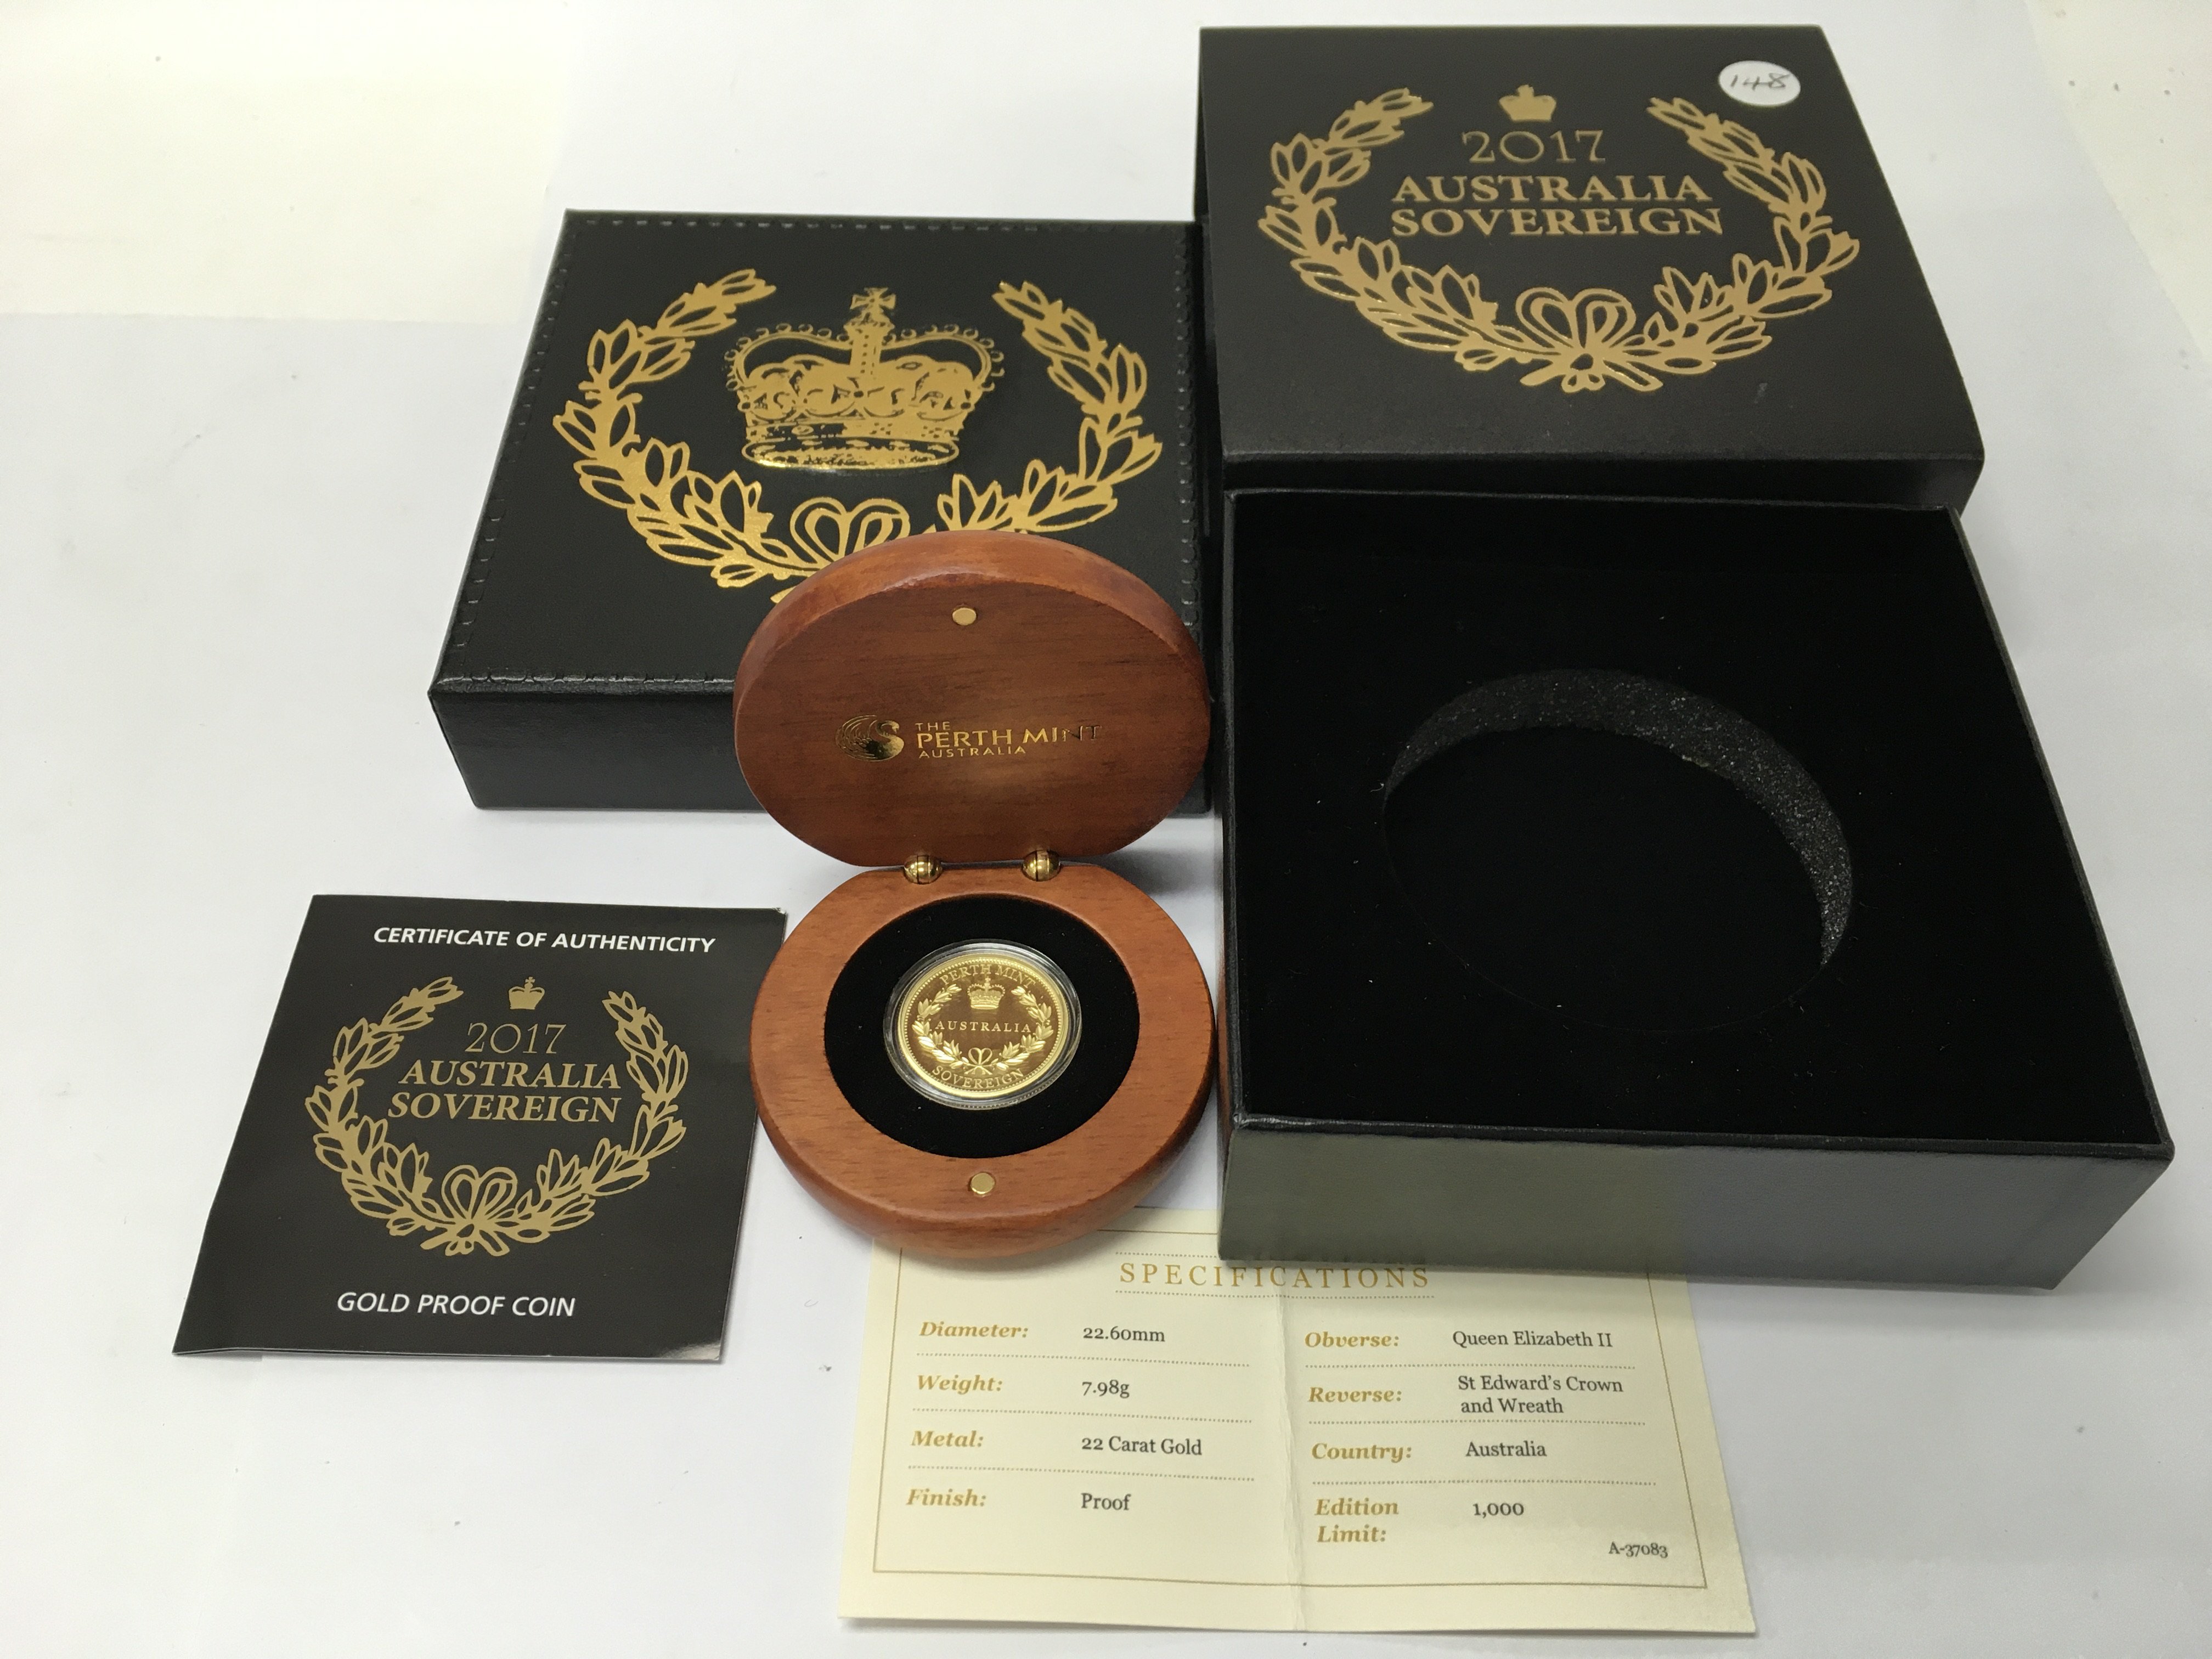 148
2017
AUSTRALIA
SOVEREIGN
THE
PERTH MINT
AUSTRALIA
CERTIFICATE OF AUTHENTICITY
2017
AUSTRALIA
SOVEREIGN
GOLD PROOF COIN
PERTH MINT
AUSTRALIA
SOVEREIGN
SPECIFICATIONS
Diameter: 22.60mm
Weight: 7.98g
Metal: 22 Carat Gold
Finish: Proof
Obverse: Queen Elizabeth II
Reverse: St Edward's Crown
and Wreath
Country: Australia
Edition 1,000
Limit:
A-37083